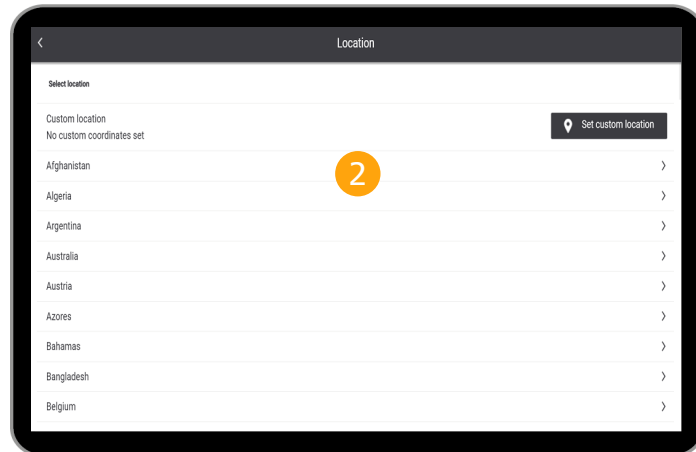 Location
Select location
Custom location
No custom coordinates set
Set custom location
Afghanistan
2
Algeria
Argentina
Australia
Austria
Azores
Bahamas
Bangladesh
Belgium